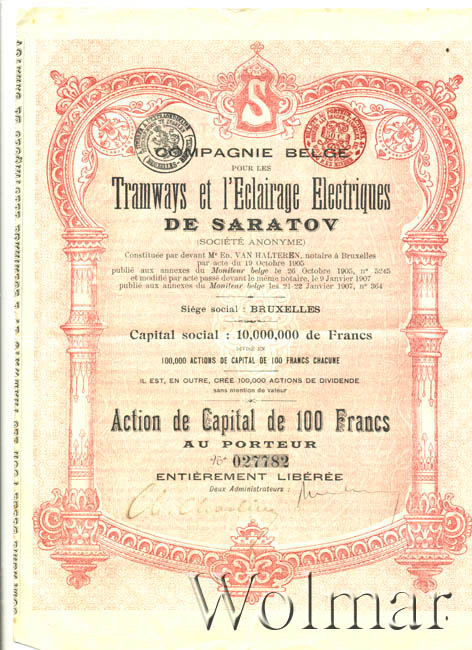 S
COMPAGNIE BELGE
POUR LES
Tramways et l'Eclairage Electriques
DE SARATOV
(SOCIÉTÉ ANONYME)
Constituée par devant Me ED. VAN HALTEREN, notaire à Bruxelles
par acte du 19 Octobre 1905
publié aux annexes du Moniteur belge le 26 Octobre 1905, n° 5245
et modifié par acte passé devant le même notaire, le 9 Janvier 1907
publié aux annexes du Moniteur belge les 21-22 Janvier 1907, n° 364
Siège social : BRUXELLES
Capital social : 10,000,000 de Francs
DIVISÉ EN
100,000 ACTIONS DE CAPITAL DE 100 FRANCS CHACUNE
IL EST, EN OUTRE, CRÉÉ 100,000 ACTIONS DE DIVIDENDE
sans mention de valeur
Action de Capital de 100 Francs
AU PORTEUR
N° 027782
ENTIÈREMENT LIBÉRÉE
Deux Administrateurs :
Wolmar